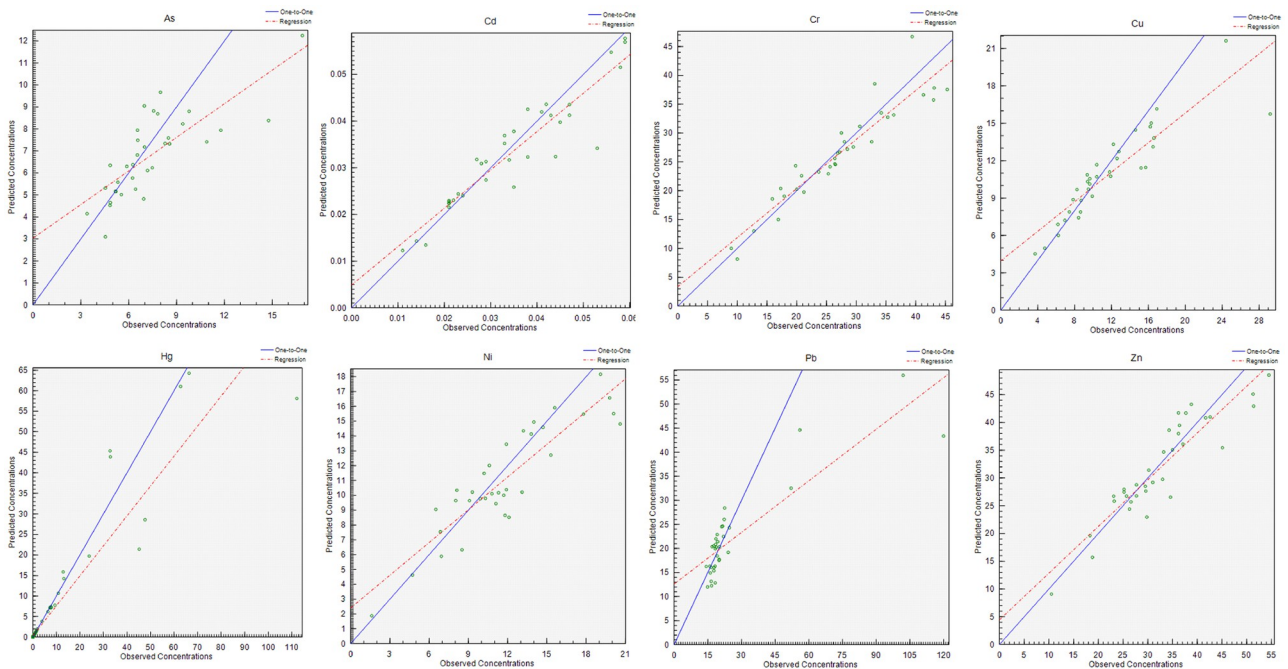 As
One-to-One
Regression
Predicted Concentrations
12
11
10
9
8
7
6
5
4
3
2
1
0
0 3 6 9 12 15
Observed Concentrations
Cd
One-to-One
Regression
Predicted Concentrations
0.05
0.04
0.03
0.02
0.01
0.00
0.00 0.01 0.02 0.03 0.04 0.05 0.06
Observed Concentrations
Cr
One-to-One
Regression
Predicted Concentrations
45
40
35
30
25
20
15
10
5
0
0 5 10 15 20 25 30 35 40 45
Observed Concentrations
Cu
One-to-One
Regression
Predicted Concentrations
21
18
15
12
9
6
3
0
0 4 8 12 16 20 24 28
Observed Concentrations
Hg
One-to-One
Regression
Predicted Concentrations
65
60
55
50
45
40
35
30
25
20
15
10
5
0
0 10 20 30 40 50 60 70 80 90 100 110
Observed Concentrations
Ni
One-to-One
Regression
Predicted Concentrations
18
17
16
15
14
13
12
11
10
9
8
7
6
5
4
3
2
1
0
0 3 6 9 12 15 18 21
Observed Concentrations
Pb
One-to-One
Regression
Predicted Concentrations
55
50
45
40
35
30
25
20
15
10
5
0
0 15 30 45 60 75 90 105 120
Observed Concentrations
Zn
One-to-One
Regression
Predicted Concentrations
45
40
35
30
25
20
15
10
5
0
0 5 10 15 20 25 30 35 40 45 50 55
Observed Concentrations